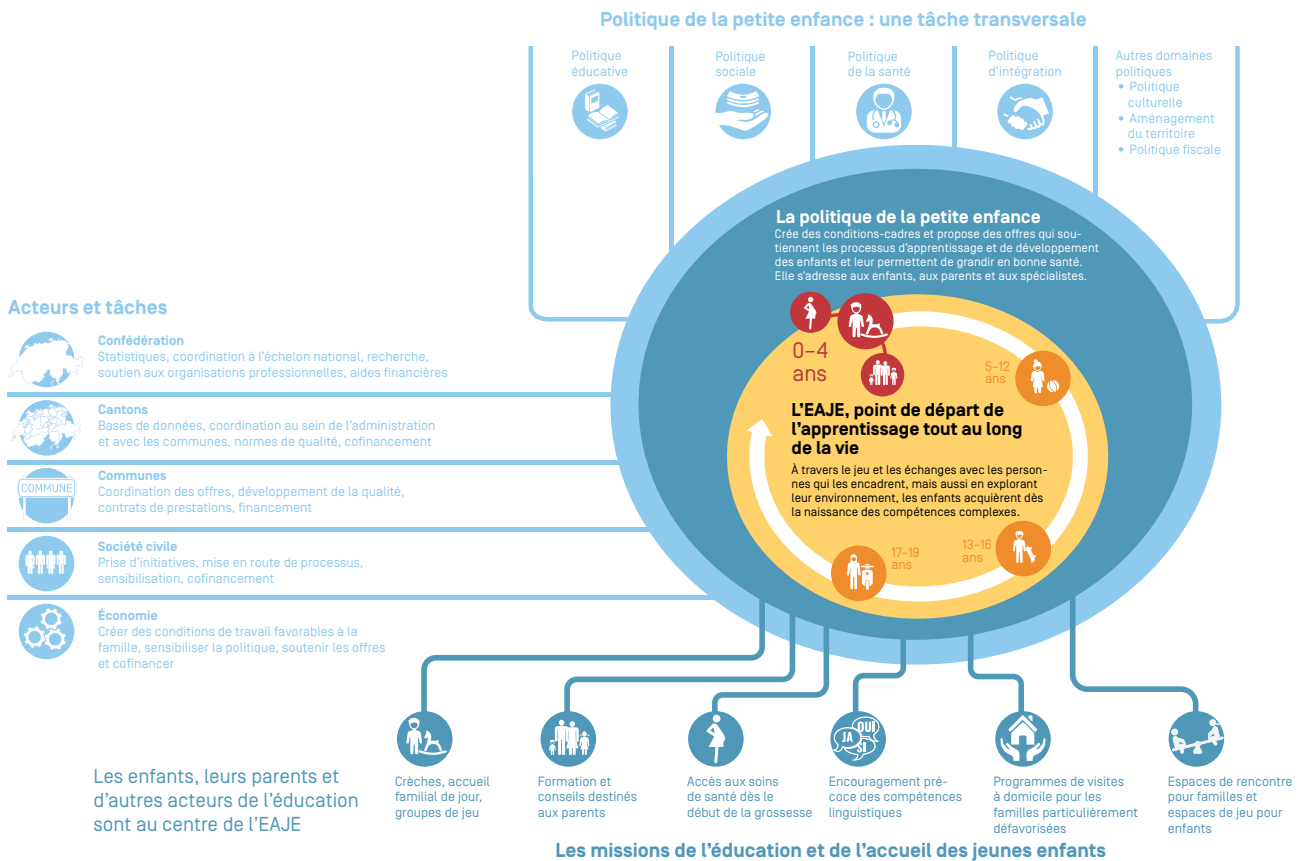 Politique de la petite enfance : une tâche transversale
Politique
éducative
Politique
sociale
Politique
de la santé
Politique
d'intégration
Autres domaines
politiques
• Politique
culturelle
• Aménagement
du territoire
• Politique fiscale
La politique de la petite enfance
Crée des conditions-cadres et propose des offres qui sou-
tiennent les processus d'apprentissage et de développement
des enfants et leur permettent de grandir en bonne santé.
Elle s'adresse aux enfants, aux parents et aux spécialistes.
0–4
ans
5–12
ans
L'EAJE, point de départ de
l'apprentissage tout au long
de la vie
À travers le jeu et les échanges avec les person-
nes qui les encadrent, mais aussi en explorant
leur environnement, les enfants acquièrent dès
la naissance des compétences complexes.
13–16
ans
17–19
ans
Acteurs et tâches
Confédération
Statistiques, coordination à l'échelon national, recherche,
soutien aux organisations professionnelles, aides financières
Cantons
Bases de données, coordination au sein de l'administration
et avec les communes, normes de qualité, cofinancement
COMMUNE
Communes
Coordination des offres, développement de la qualité,
contrats de prestations, financement
Société civile
Prise d'initiatives, mise en route de processus,
sensibilisation, cofinancement
Économie
Créer des conditions de travail favorables à la
famille, sensibiliser la politique, soutenir les offres
et cofinancer
Les enfants, leurs parents et
d'autres acteurs de l'éducation
sont au centre de l'EAJE
Crèches, accueil
familial de jour,
groupes de jeu
Formation et
conseils destinés
aux parents
Accès aux soins
de santé dès le
début de la grossesse
OUI
JA
SI
Encouragement pré-
coce des compétences
linguistiques
Programmes de visites
à domicile pour les
familles particulièrement
défavorisées
Espaces de rencontre
pour familles et
espaces de jeu pour
enfants
Les missions de l'éducation et de l'accueil des jeunes enfants